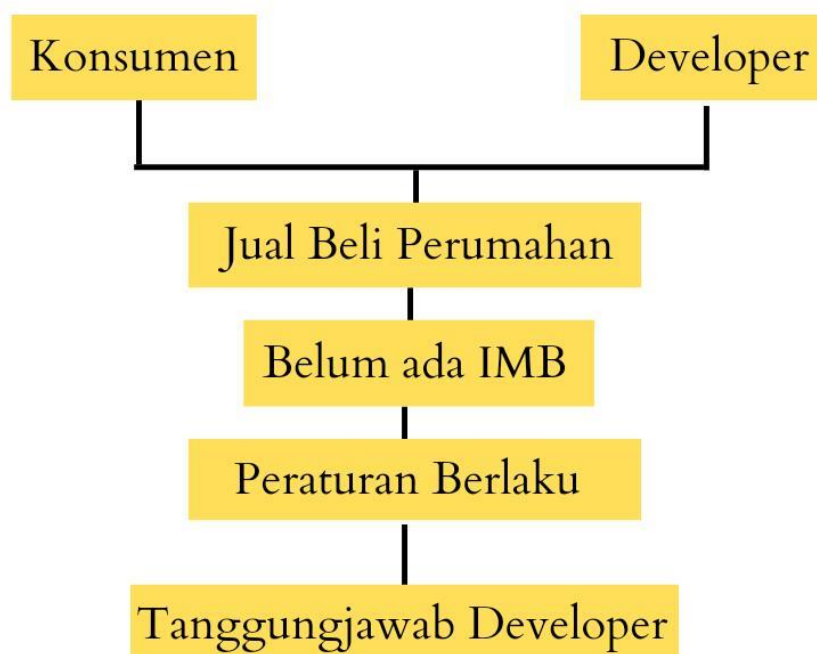 Konsumen
Developer
Jual Beli Perumahan
Belum ada IMB
Peraturan Berlaku
Tanggungjawab Developer